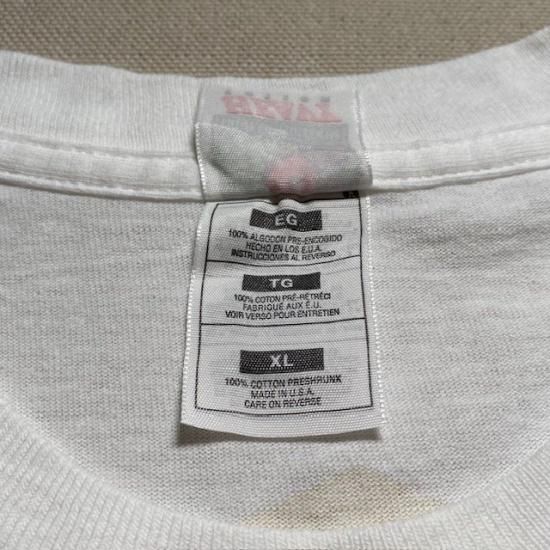 EG
100% ALGODON PRE-ENCOGIDO
HECHO EN LOS E.U.A.
INSTRUCCIONES AL REVERSO
TG
100% COTON PRÉ-RÉTRÉCI
FABRIQUÉ AUX É.U.
VOIR VERSO POUR ENTRETIEN
XL
100% COTTON PRESHRUNK
MADE IN U.S.A.
CARE ON REVERSE